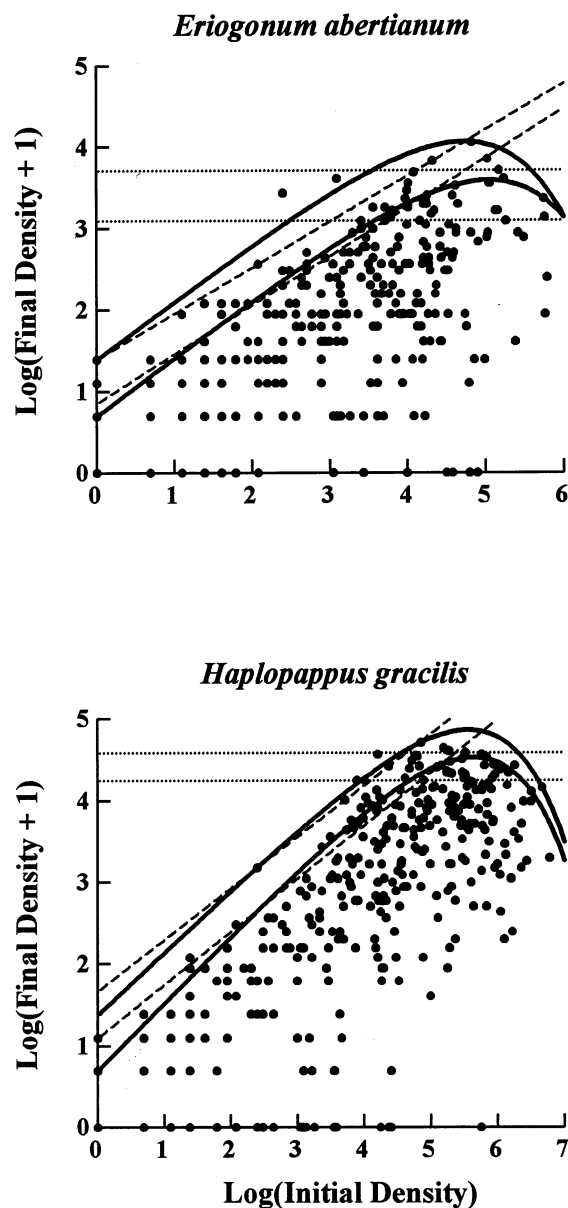 Eriogonum abertianum
Log(Final Density + 1)
5
4
3
2
1
0
0 1 2 3 4 5 6
Haplopappus gracilis
Log(Final Density + 1)
5
4
3
2
1
0
0 1 2 3 4 5 6 7
Log(Initial Density)